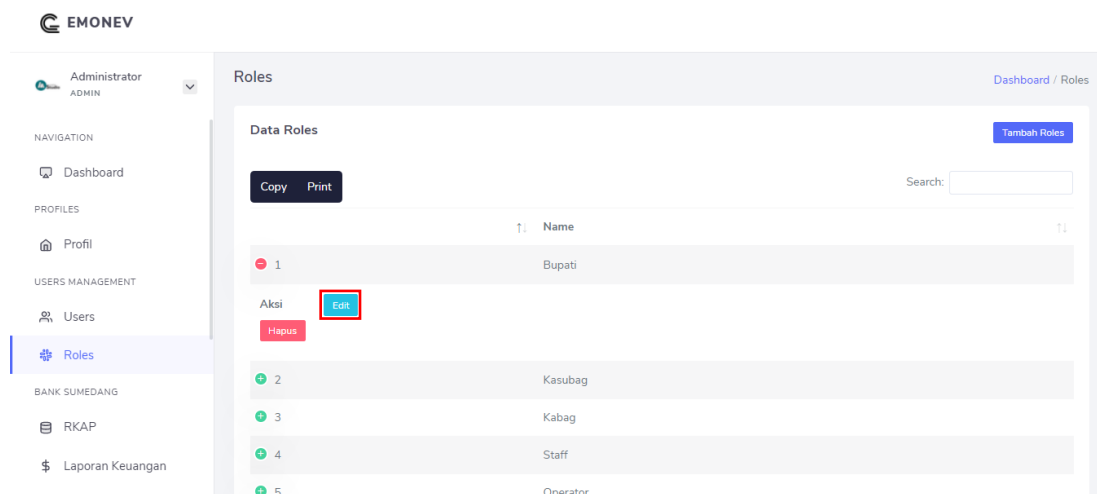 EMONEV
Administrator
ADMIN
NAVIGATION
Dashboard
PROFILES
Profil
USERS MANAGEMENT
Users
Roles
BANK SUMEDANG
RKAP
Laporan Keuangan
Roles
Dashboard / Roles
Data Roles
Tambah Roles
Copy Print
Search:
Name
1 Bupati
Aksi Edit
Hapus
2 Kasubag
3 Kabag
4 Staff
5 Operator